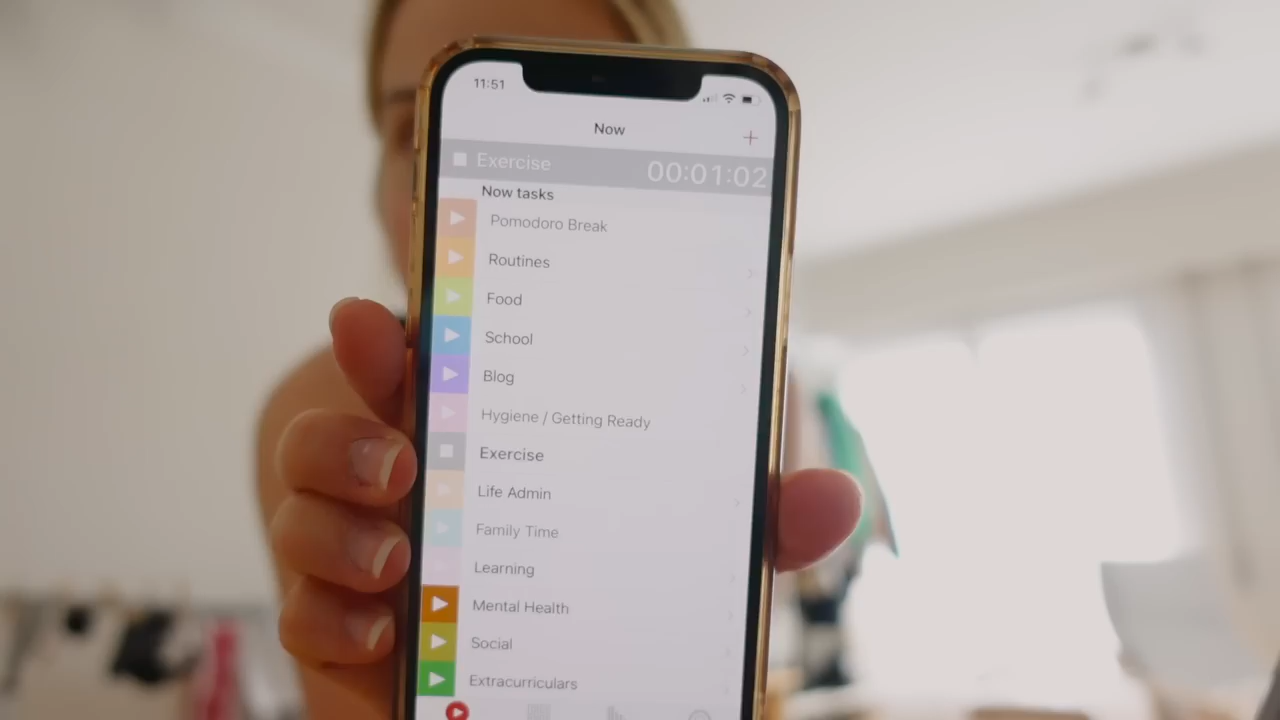 11:51
Now
+
Exercise 00:01:02
Now tasks
Pomodoro Break
Routines
Food
School
Blog
Hygiene / Getting Ready
Exercise
Life Admin
Family Time
Learning
Mental Health
Social
Extracurriculars